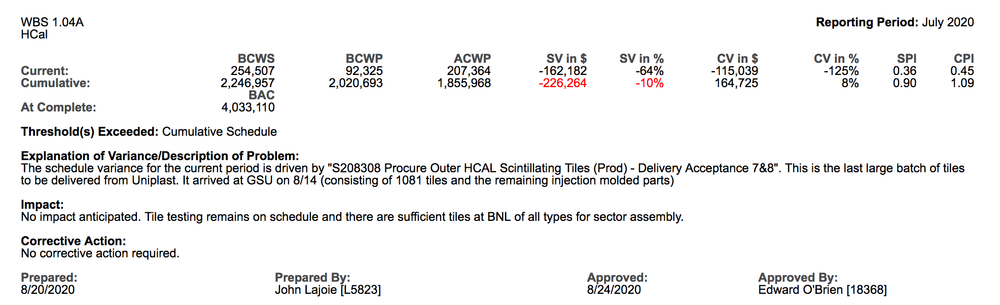 WBS 1.04A Reporting Period: July 2020
HCal
BCWS BCWP ACWP SV in $ SV in % CV in $ CV in % SPI CPI
Current: 254,507 92,325 207,364 -162,182 -64% -115,039 -125% 0.36 0.45
Cumulative: 2,246,957 2,020,693 1,855,968 -226,264 -10% 164,725 8% 0.90 1.09
BAC
At Complete: 4,033,110
Threshold(s) Exceeded: Cumulative Schedule
Explanation of Variance/Description of Problem:
The schedule variance for the current period is driven by "S208308 Procure Outer HCAL Scintillating Tiles (Prod) - Delivery Acceptance 7&8". This is the last large batch of tiles
to be delivered from Uniplast. It arrived at GSU on 8/14 (consisting of 1081 tiles and the remaining injection molded parts)
Impact:
No impact anticipated. Tile testing remains on schedule and there are sufficient tiles at BNL of all types for sector assembly.
Corrective Action:
No corrective action required.
Prepared: Prepared By: Approved: Approved By:
8/20/2020 John Lajoie [L5823] 8/24/2020 Edward O'Brien [18368]